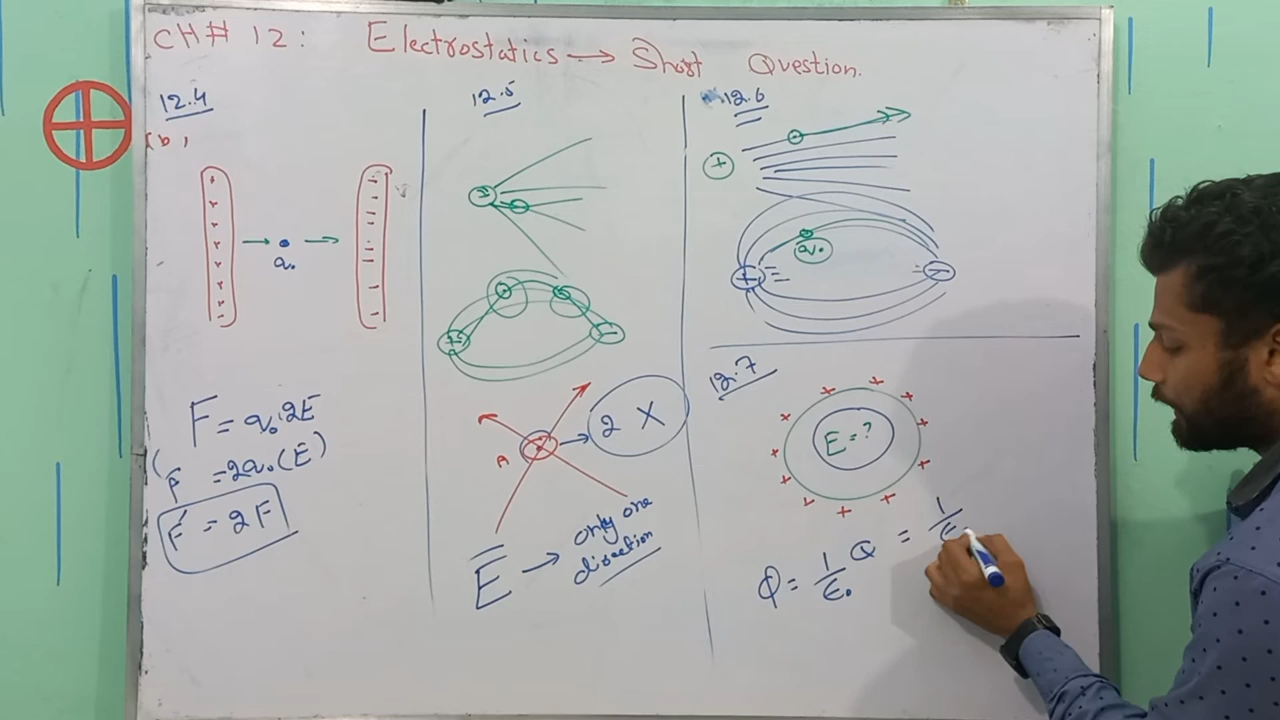 CH# 12: Electrostatics → Short Question.
12.4
(b)
q₀
F = q₀ 2E
F' = 2q₀(E)
F' = 2F
12.5
A
2 X
E → only one
direction
12.6
+
q₀
+ −
12.7
+ + + + + + + + + + + + +
E = ?
Φ = 1/ε₀ Q = 1/ε